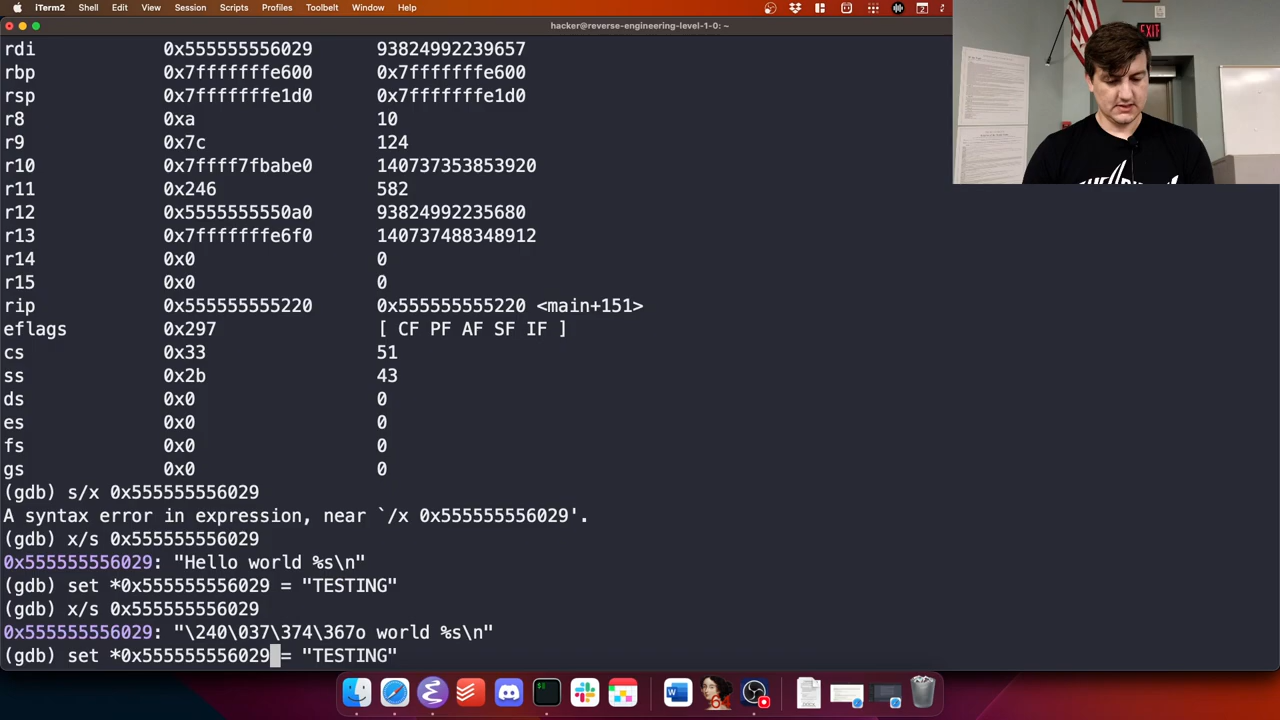 iTerm2 Shell Edit View Session Scripts Profiles Toolbelt Window Help
hacker@reverse-engineering-level-1-0: ~
EXIT
rdi 0x555555556029 93824992239657
rbp 0x7fffffffe600 0x7fffffffe600
rsp 0x7fffffffe1d0 0x7fffffffe1d0
r8 0xa 10
r9 0x7c 124
r10 0x7ffff7fbabe0 140737353853920
r11 0x246 582
r12 0x5555555550a0 93824992235680
r13 0x7fffffffe6f0 140737488348912
r14 0x0 0
r15 0x0 0
rip 0x555555555220 0x555555555220 <main+151>
eflags 0x297 [ CF PF AF SF IF ]
cs 0x33 51
ss 0x2b 43
ds 0x0 0
es 0x0 0
fs 0x0 0
gs 0x0 0
(gdb) s/x 0x555555556029
A syntax error in expression, near `/x 0x555555556029'.
(gdb) x/s 0x555555556029
0x555555556029: "Hello world %s\n"
(gdb) set *0x555555556029 = "TESTING"
(gdb) x/s 0x555555556029
0x555555556029: "\240\037\374\367o world %s\n"
(gdb) set *0x555555556029 = "TESTING"